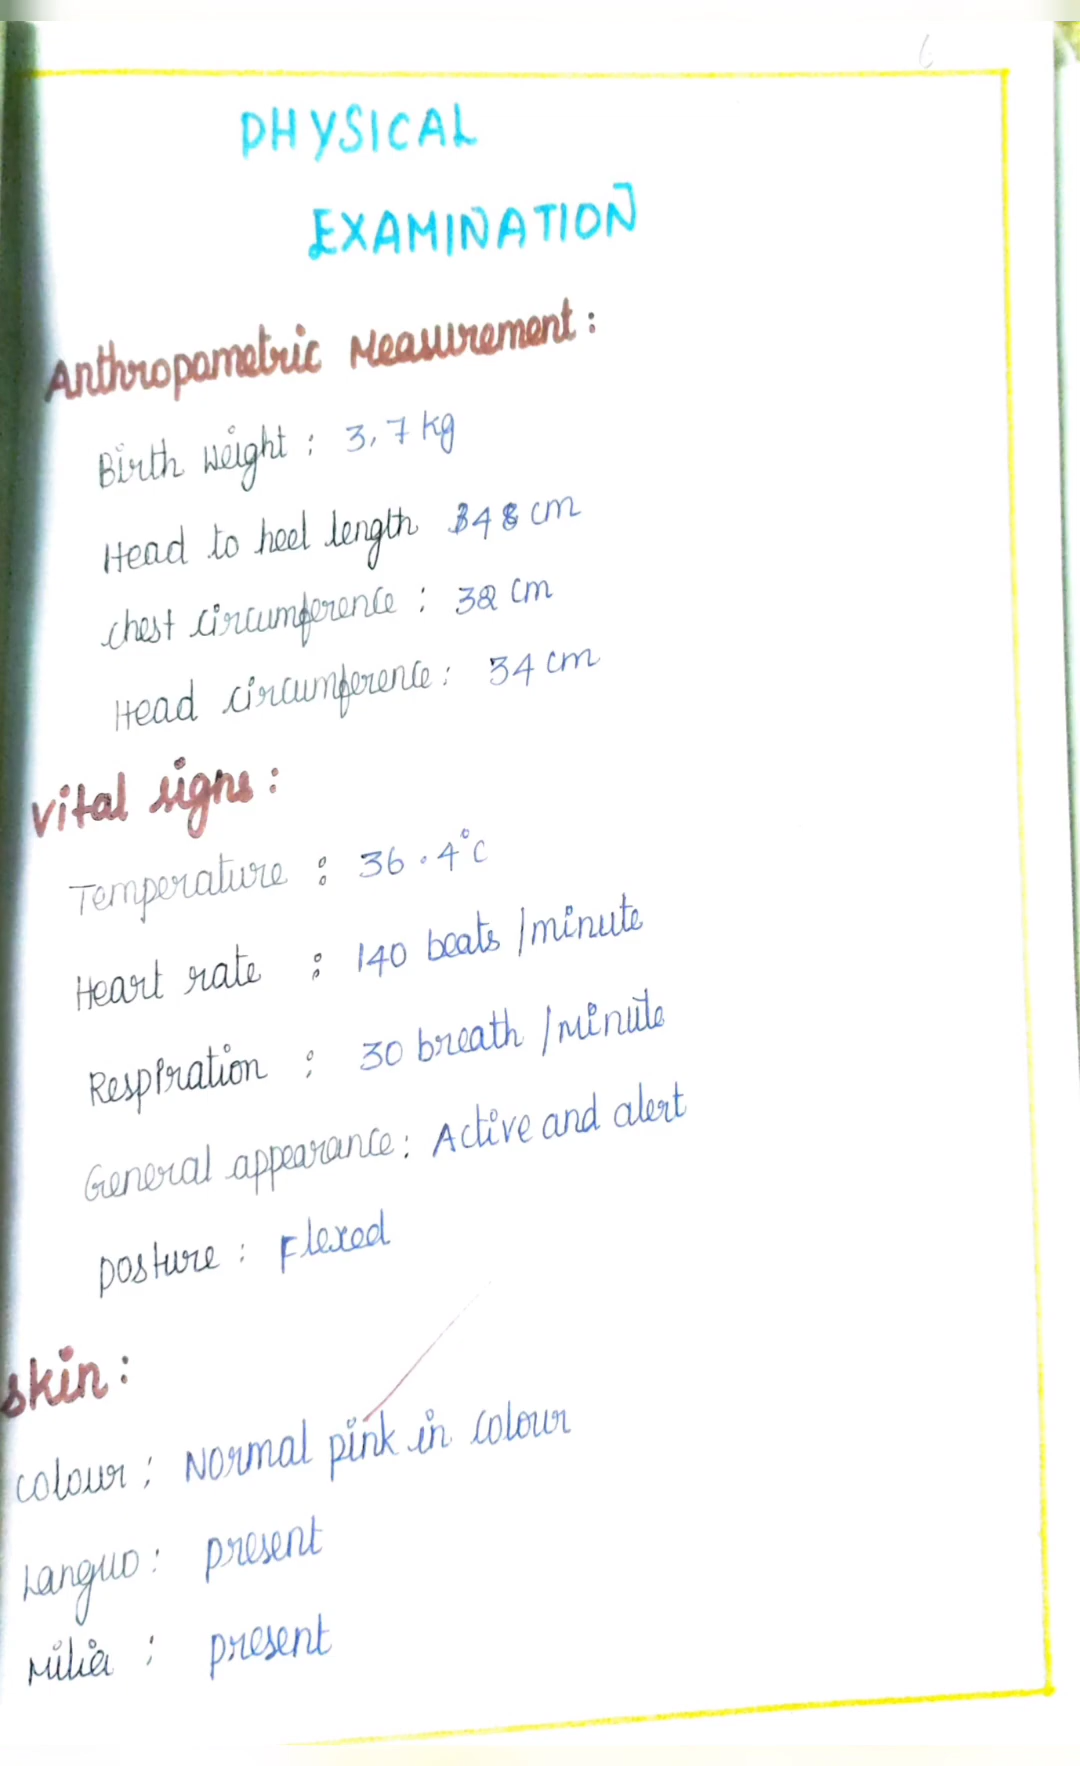 PHYSICAL
EXAMINATION
Anthropometric Measurement :
Birth weight : 3.7 kg
Head to heel length 48 cm
chest circumference : 32 cm
Head circumference : 34 cm
Vital signs :
Temperature : 36.4°C
Heart rate : 140 beats / minute
Respiration : 30 breath / minute
General appearance : Active and alert
posture : Flexed
skin :
colour : Normal pink in colour
Languo : present
Milia : present